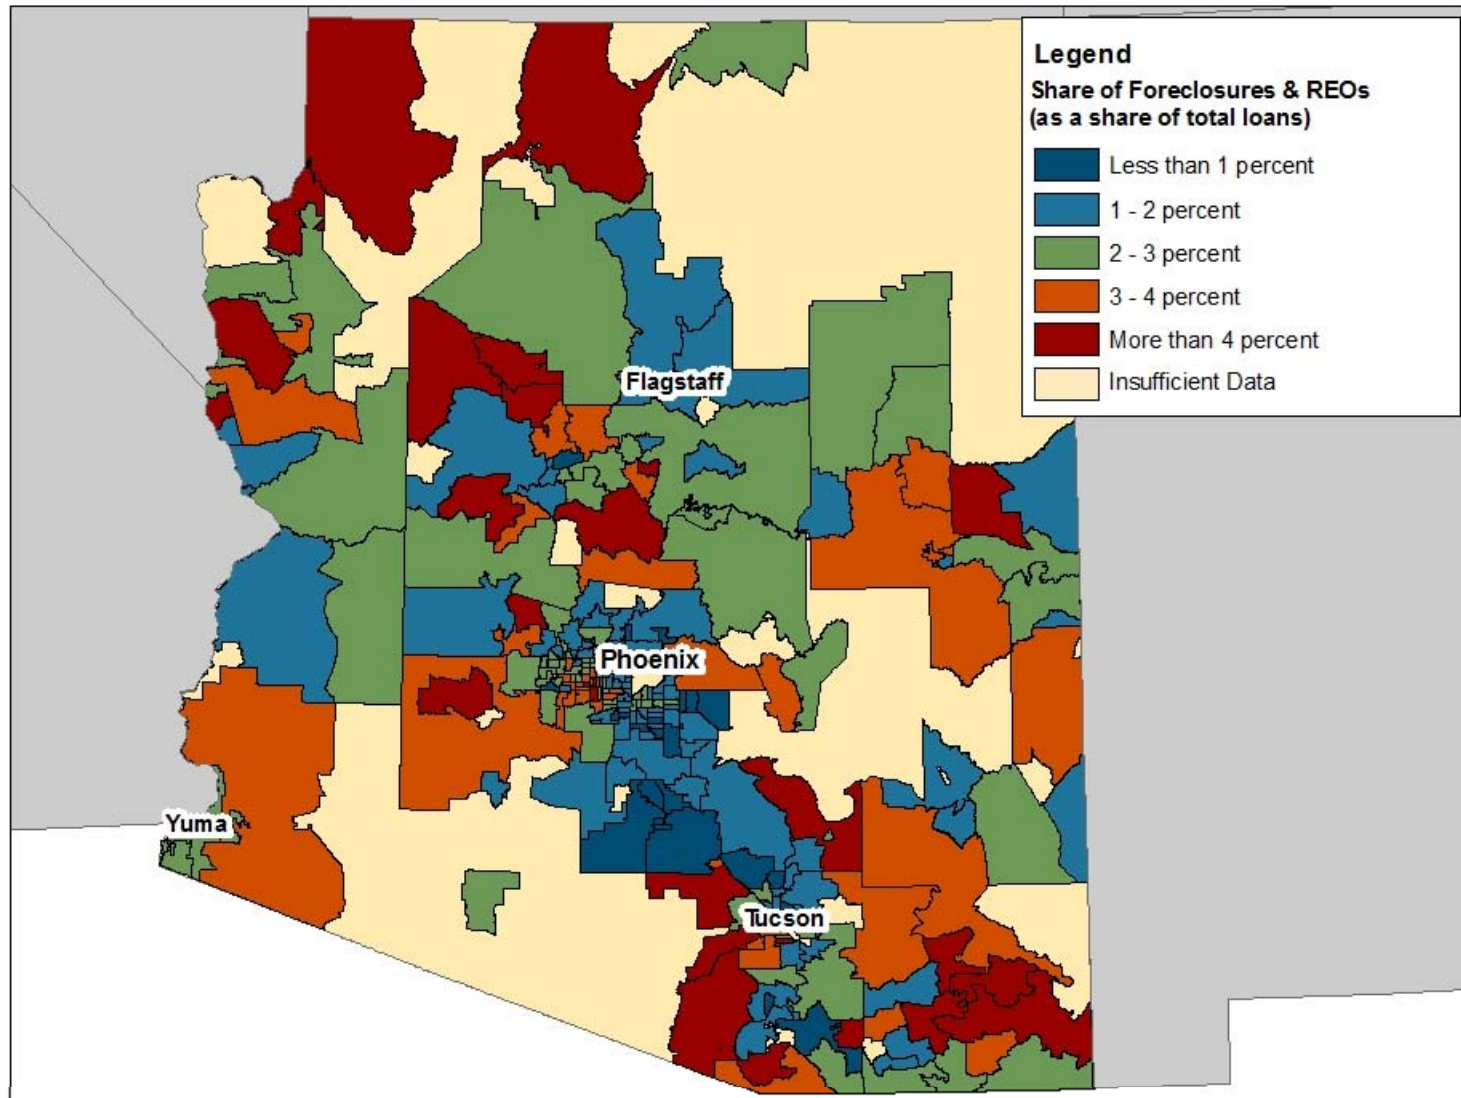 Legend
Share of Foreclosures & REOs
(as a share of total loans)
Less than 1 percent
1 - 2 percent
2 - 3 percent
3 - 4 percent
More than 4 percent
Insufficient Data
Flagstaff
Phoenix
Yuma
Tucson